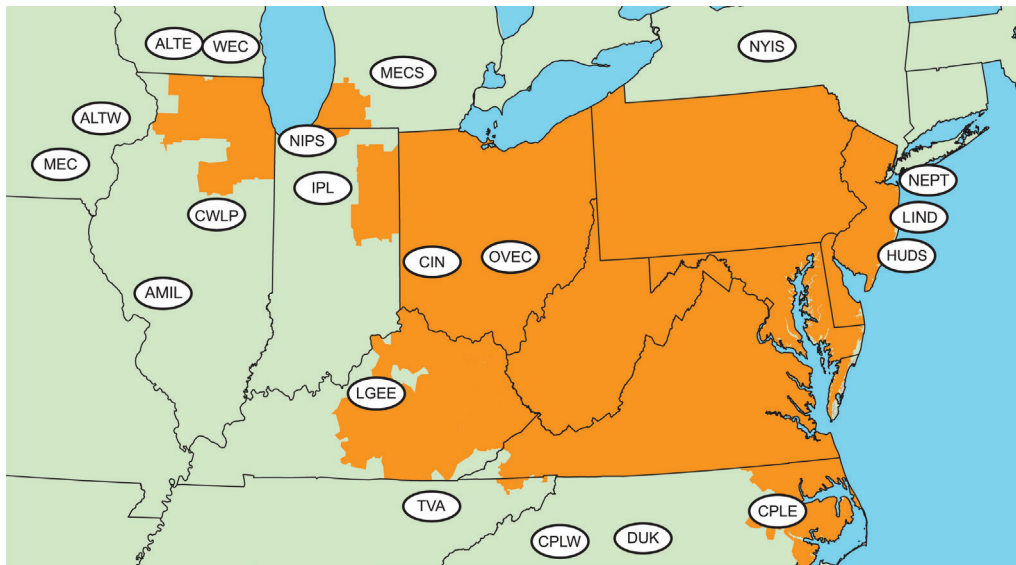 ALTE
WEC
NYIS
MECS
ALTW
NIPS
MEC
IPL
NEPT
CWLP
LIND
CIN
OVEC
HUDS
AMIL
LGEE
TVA
CPLE
CPLW
DUK